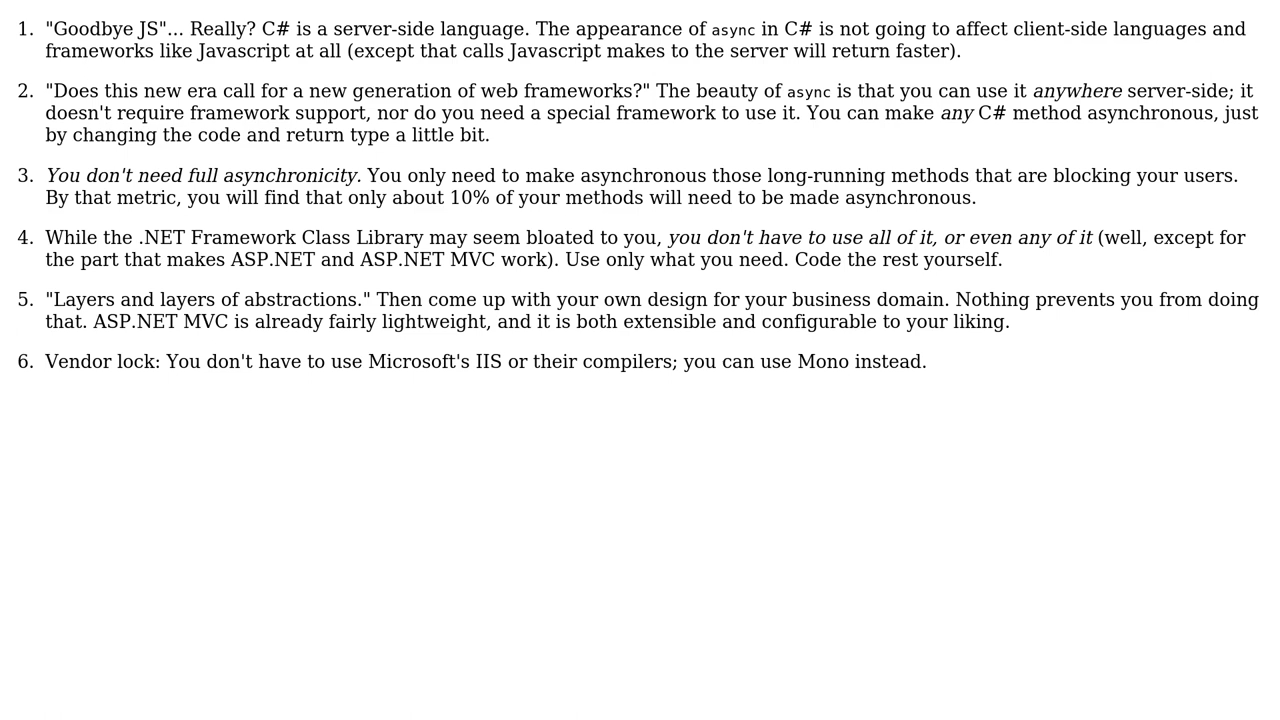 1. "Goodbye JS"... Really? C# is a server-side language. The appearance of async in C# is not going to affect client-side languages and
frameworks like Javascript at all (except that calls Javascript makes to the server will return faster).
2. "Does this new era call for a new generation of web frameworks?" The beauty of async is that you can use it anywhere server-side; it
doesn't require framework support, nor do you need a special framework to use it. You can make any C# method asynchronous, just
by changing the code and return type a little bit.
3. You don't need full asynchronicity. You only need to make asynchronous those long-running methods that are blocking your users.
By that metric, you will find that only about 10% of your methods will need to be made asynchronous.
4. While the .NET Framework Class Library may seem bloated to you, you don't have to use all of it, or even any of it (well, except for
the part that makes ASP.NET and ASP.NET MVC work). Use only what you need. Code the rest yourself.
5. "Layers and layers of abstractions." Then come up with your own design for your business domain. Nothing prevents you from doing
that. ASP.NET MVC is already fairly lightweight, and it is both extensible and configurable to your liking.
6. Vendor lock: You don't have to use Microsoft's IIS or their compilers; you can use Mono instead.